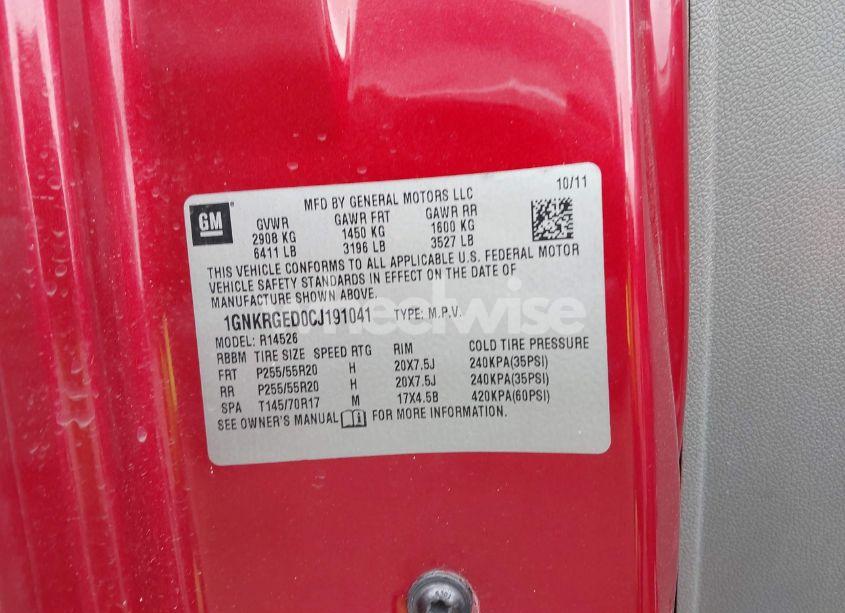 MFD BY GENERAL MOTORS LLC 10/11
GM
GVWR GAWR FRT GAWR RR
2908 KG 1450 KG 1600 KG
6411 LB 3196 LB 3527 LB
THIS VEHICLE CONFORMS TO ALL APPLICABLE U.S. FEDERAL MOTOR
VEHICLE SAFETY STANDARDS IN EFFECT ON THE DATE OF
MANUFACTURE SHOWN ABOVE.
1GNKRGED0CJ191041 TYPE: M.P.V.
MODEL: R14526
RBBM TIRE SIZE SPEED RTG RIM COLD TIRE PRESSURE
FRT P255/55R20 H 20X7.5J 240KPA(35PSI)
RR P255/55R20 H 20X7.5J 240KPA(35PSI)
SPA T145/70R17 M 17X4.5B 420KPA(60PSI)
SEE OWNER'S MANUAL FOR MORE INFORMATION.